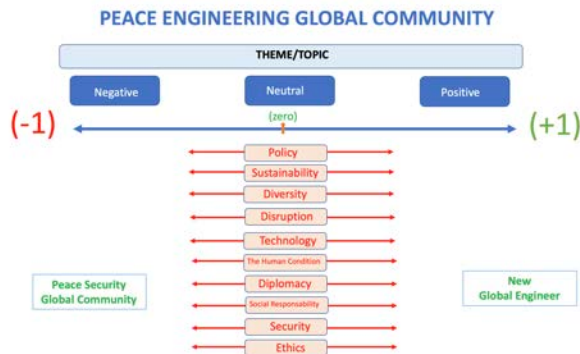 PEACE ENGINEERING GLOBAL COMMUNITY
THEME/TOPIC
Negative
Neutral
Positive
(zero)
(-1)
(+1)
Policy
Sustainability
Diversity
Disruption
Technology
The Human Condition
Diplomacy
Social Responsability
Security
Ethics
Peace Security
Global Community
New
Global Engineer